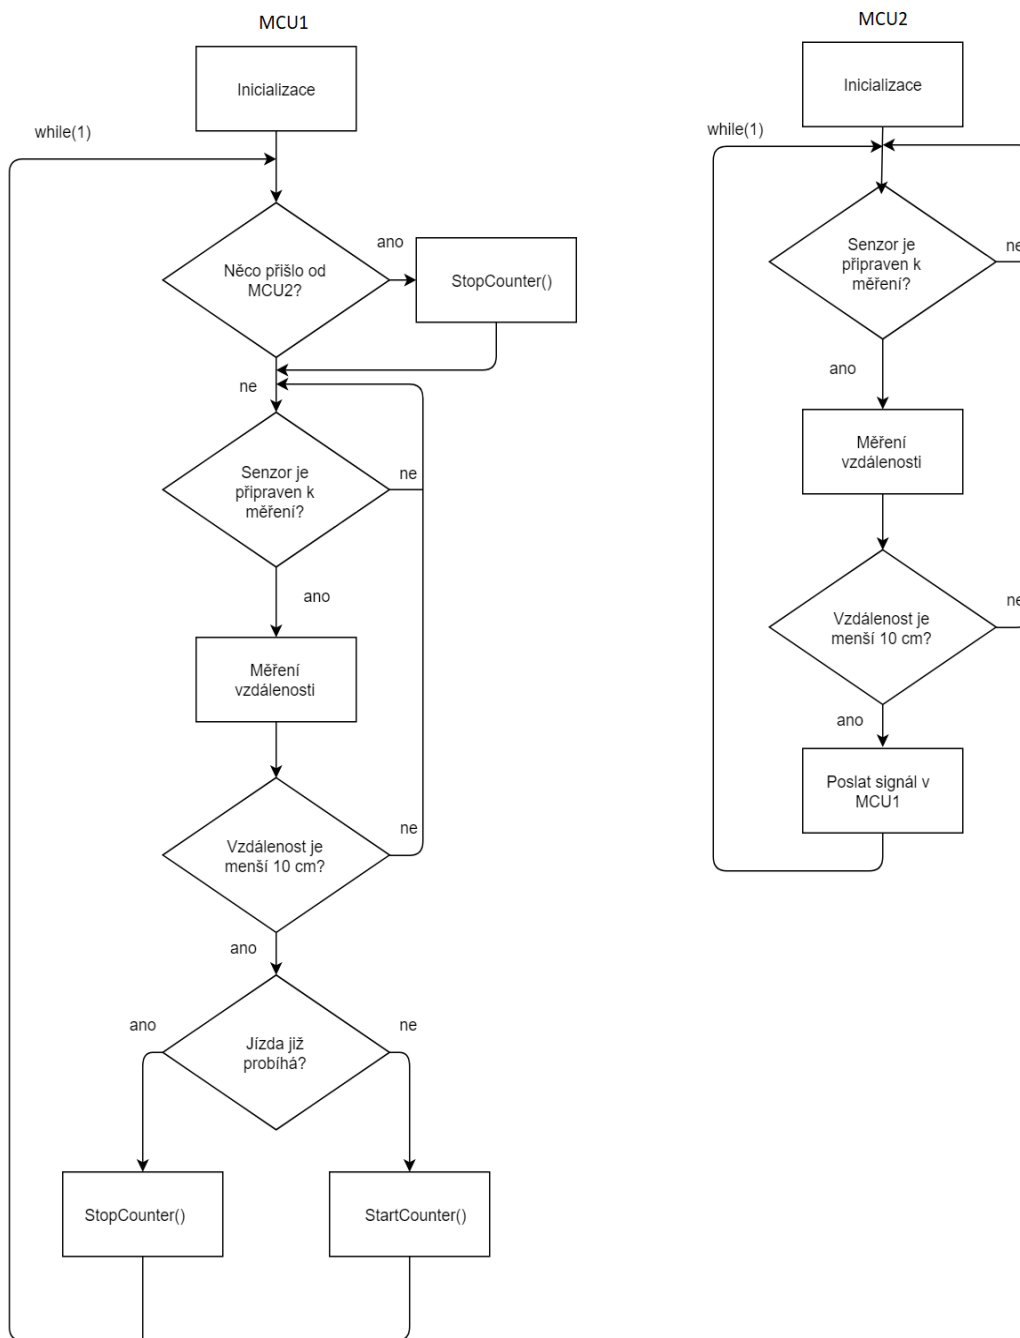 MCU1
Inicializace
while(1)
Něco přišlo od
MCU2?
ano
StopCounter()
ne
Senzor je
připraven k
měření?
ne
ano
Měření
vzdálenosti
Vzdálenost je
menší 10 cm?
ne
ano
Jízda již
probíhá?
ano
ne
StopCounter()
StartCounter()
MCU2
Inicializace
while(1)
Senzor je
připraven k
měření?
ne
ano
Měření
vzdálenosti
Vzdálenost je
menší 10 cm?
ne
ano
Poslat signál v
MCU1